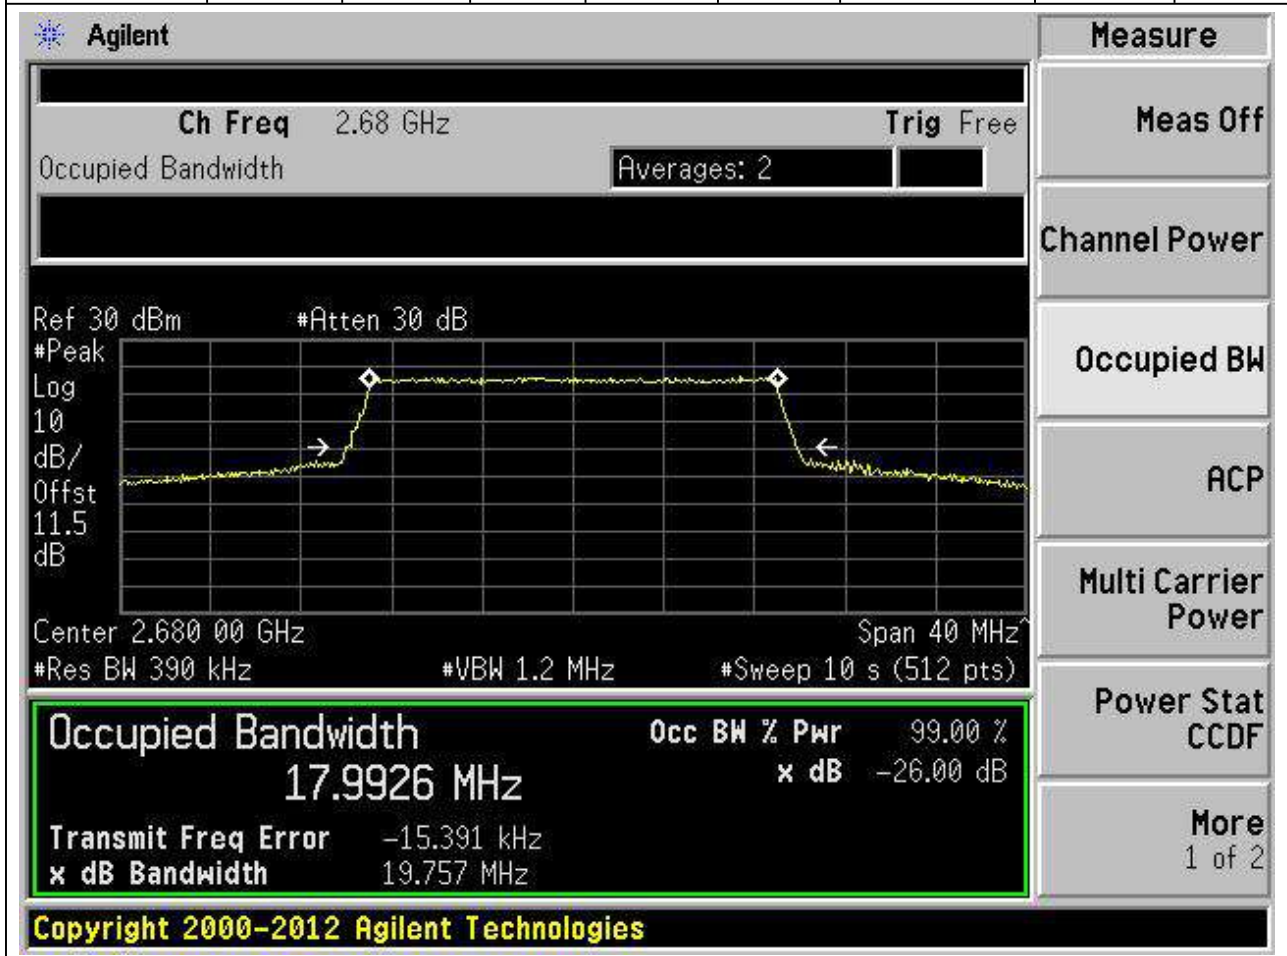 Agilent
Measure
Ch Freq 2.68 GHz Trig Free
Occupied Bandwidth Averages: 2
Meas Off
Channel Power
Occupied BW
ACP
Multi Carrier
Power
Power Stat
CCDF
More
1 of 2
Ref 30 dBm #Atten 30 dB
#Peak
Log
10
dB/
Offst
11.5
dB
Center 2.680 00 GHz Span 40 MHz^
#Res BW 390 kHz #VBW 1.2 MHz #Sweep 10 s (512 pts)
Occupied Bandwidth Occ BW % Pwr 99.00 %
17.9926 MHz x dB -26.00 dB
Transmit Freq Error -15.391 kHz
x dB Bandwidth 19.757 MHz
Copyright 2000-2012 Agilent Technologies